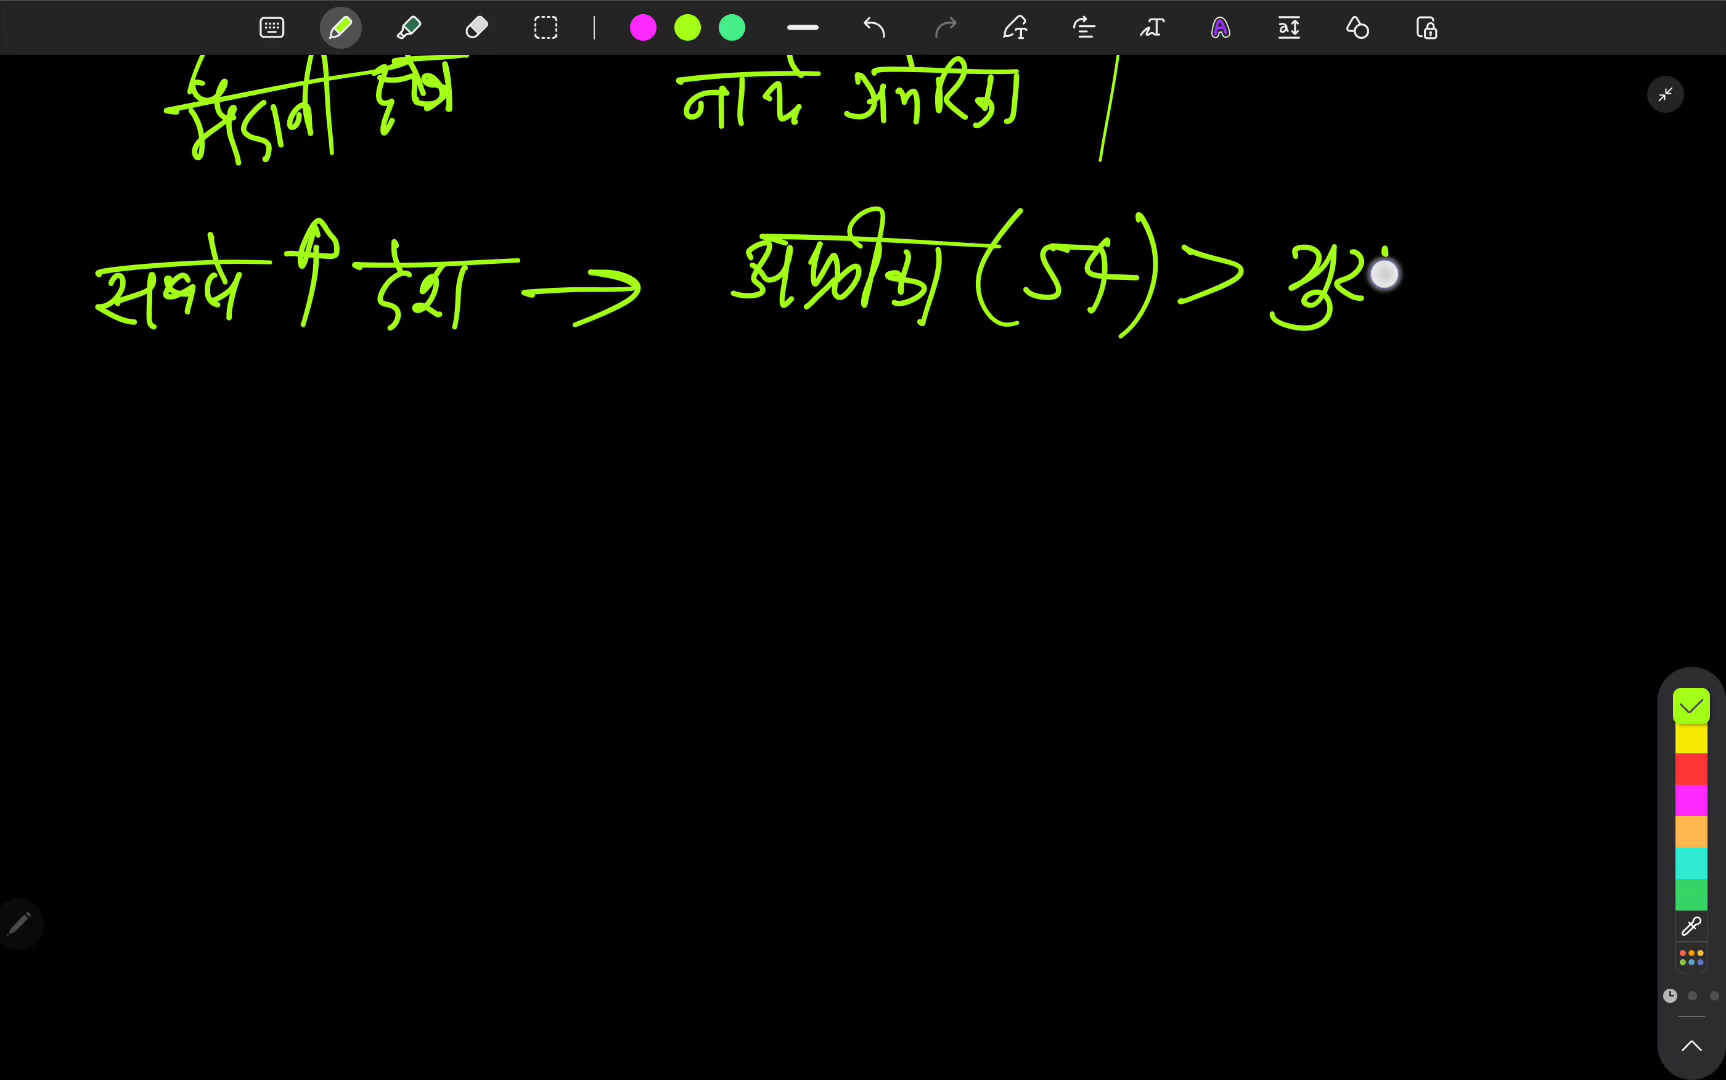 मैदानी देश नार्थ अमेरिका
सबसे ↑ देश → अफ्रीका (54) > युर